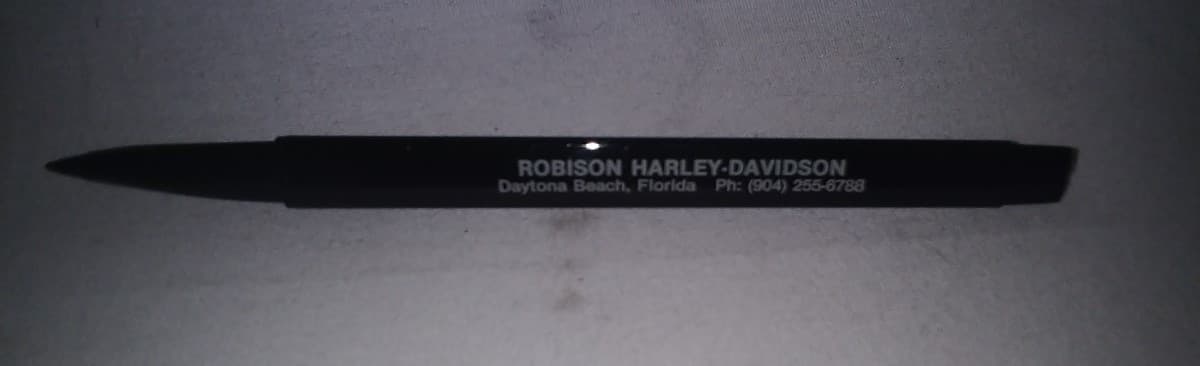 ROBISON HARLEY-DAVIDSON
Daytona Beach, Florida Ph: (904) 255-6788